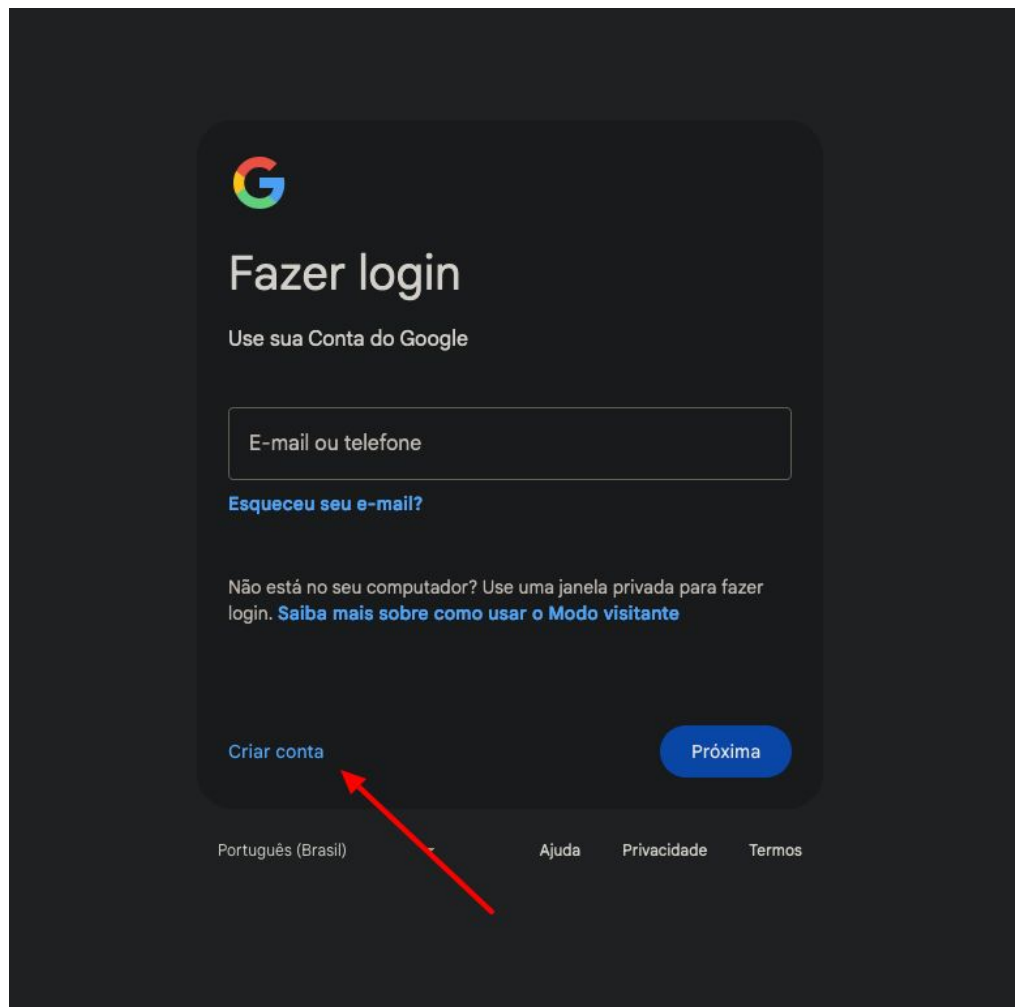 Fazer login
Use sua Conta do Google
E-mail ou telefone
Esqueceu seu e-mail?
Não está no seu computador? Use uma janela privada para fazer
login. Saiba mais sobre como usar o Modo visitante
Criar conta
Próxima
Português (Brasil)
Ajuda
Privacidade
Termos